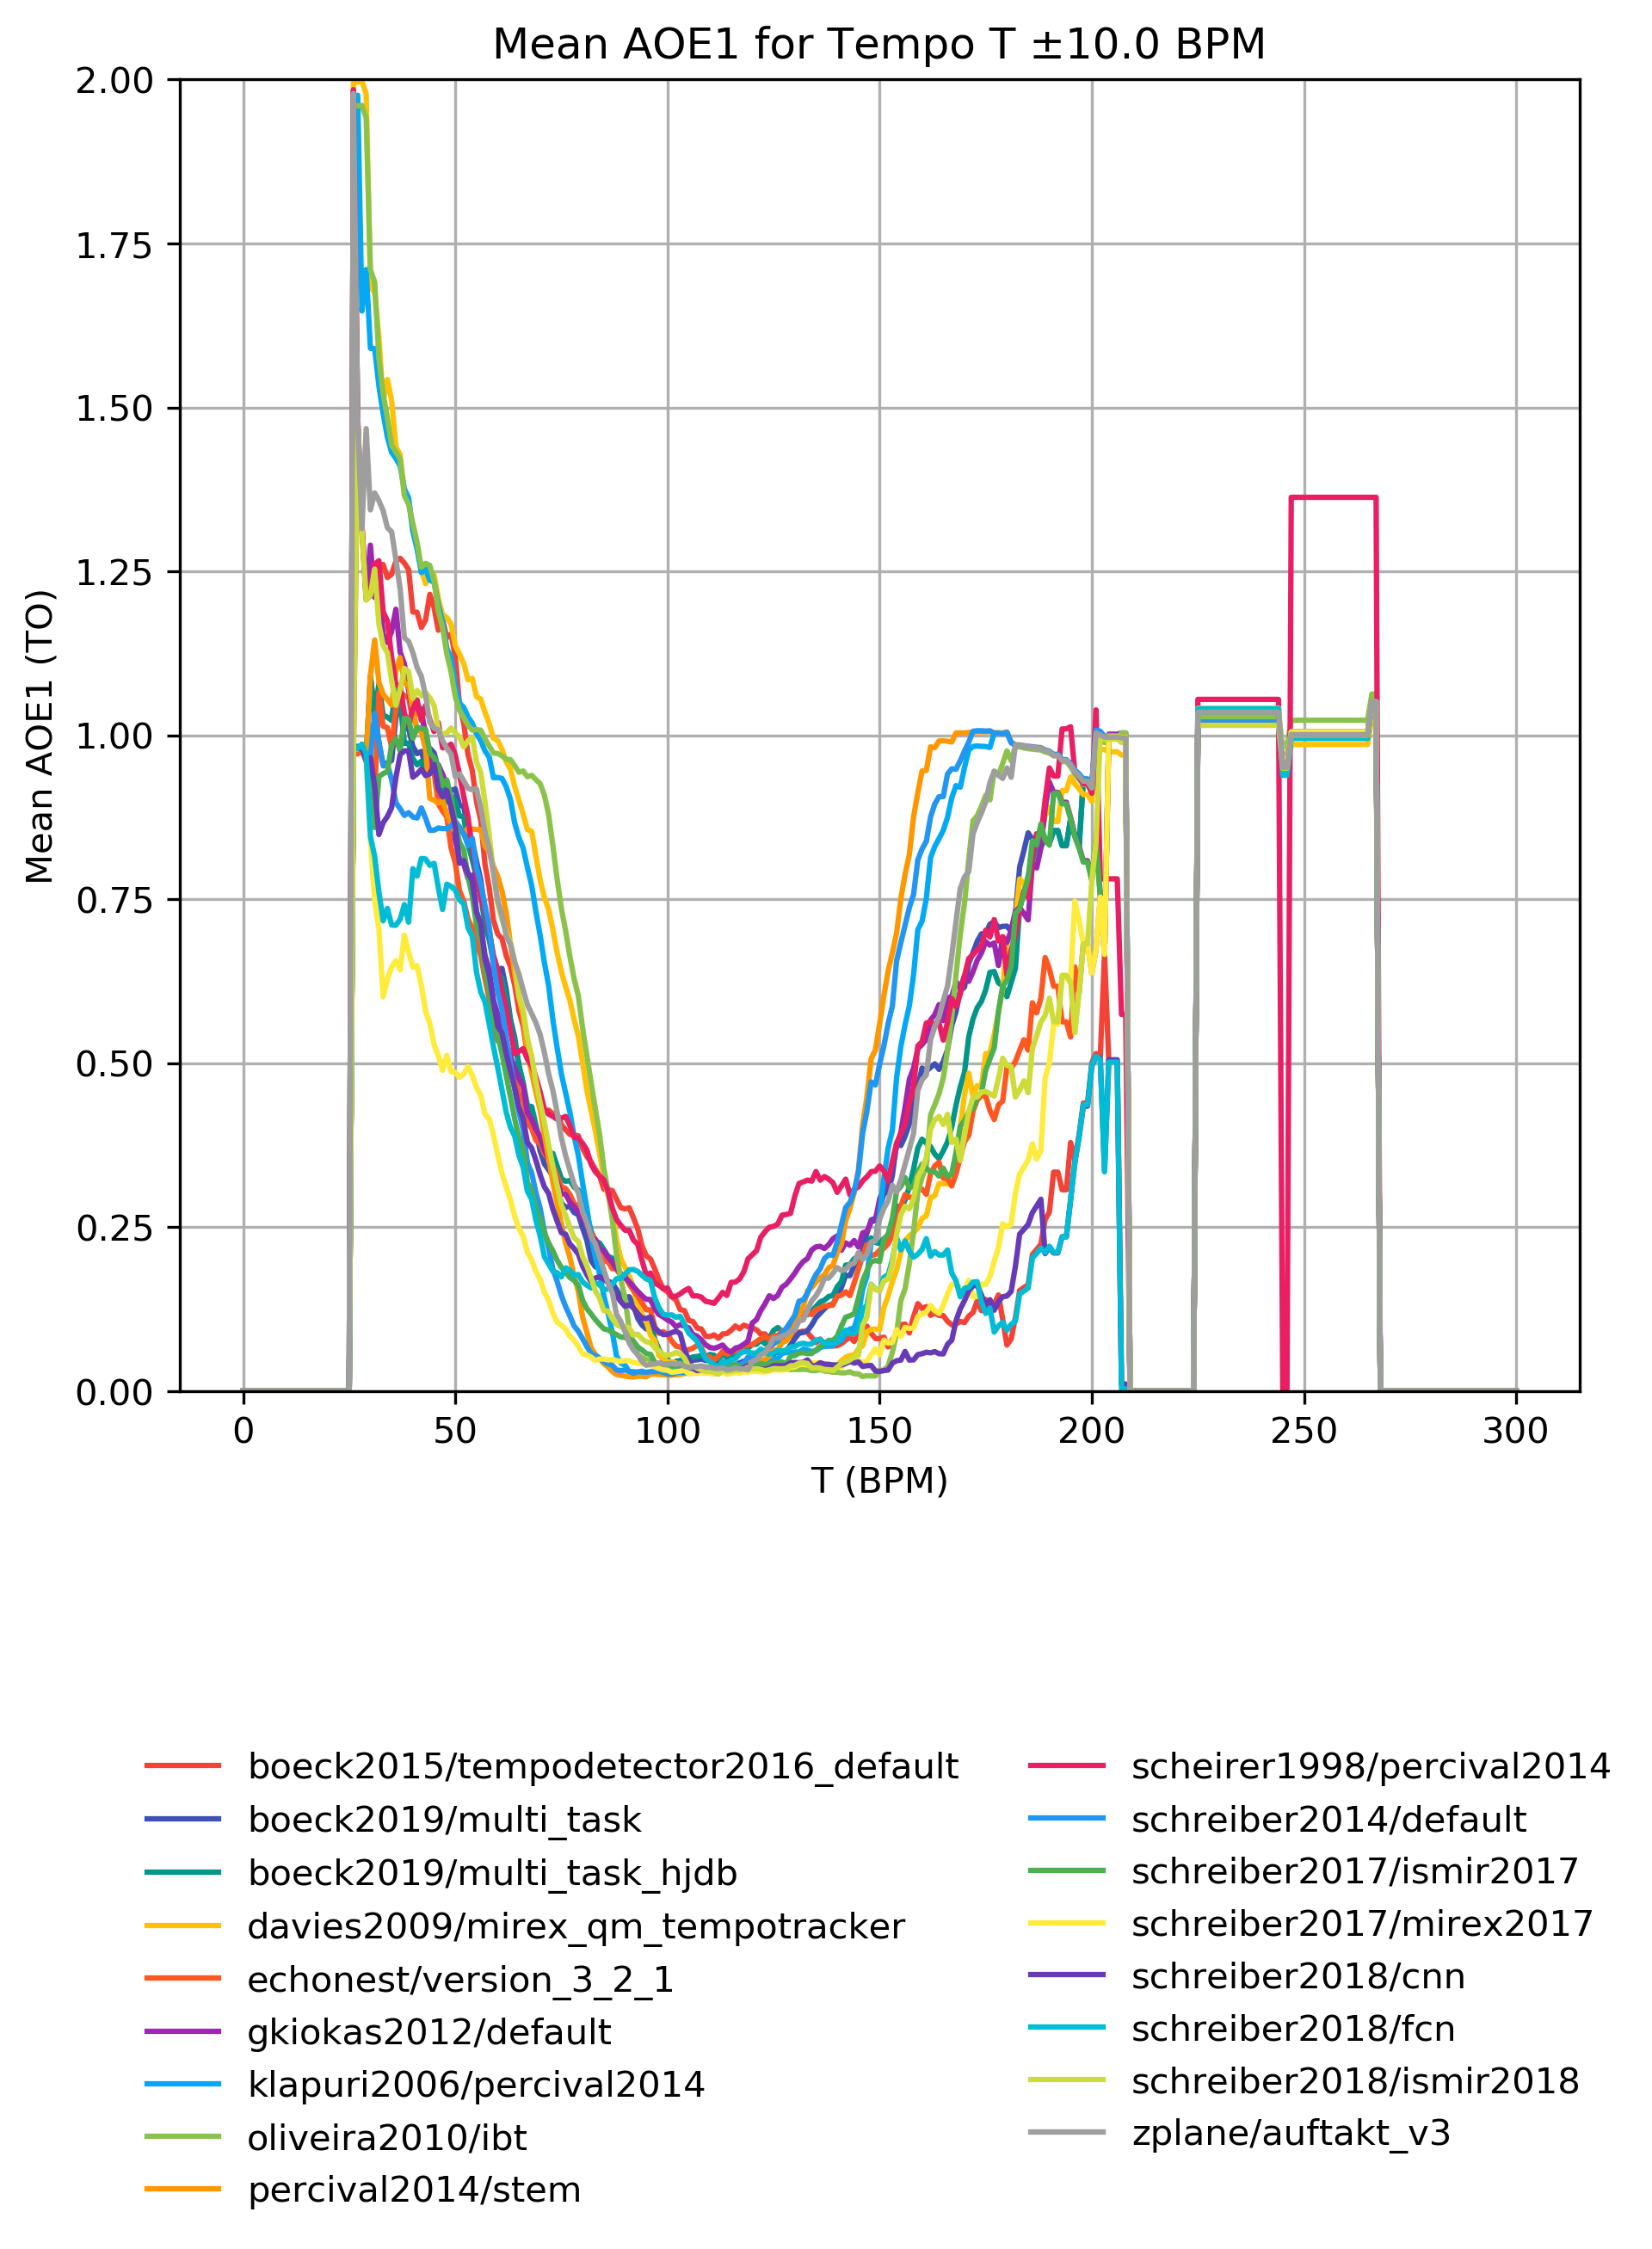 Mean AOE1 for Tempo T ±10.0 BPM
2.00
1.75
1.50
1.25
1.00
0.75
0.50
0.25
0.00
Mean AOE1 (TO)
0 50 100 150 200 250 300
T (BPM)
boeck2015/tempodetector2016_default
boeck2019/multi_task
boeck2019/multi_task_hjdb
davies2009/mirex_qm_tempotracker
echonest/version_3_2_1
gkiokas2012/default
klapuri2006/percival2014
oliveira2010/ibt
percival2014/stem
scheirer1998/percival2014
schreiber2014/default
schreiber2017/ismir2017
schreiber2017/mirex2017
schreiber2018/cnn
schreiber2018/fcn
schreiber2018/ismir2018
zplane/auftakt_v3